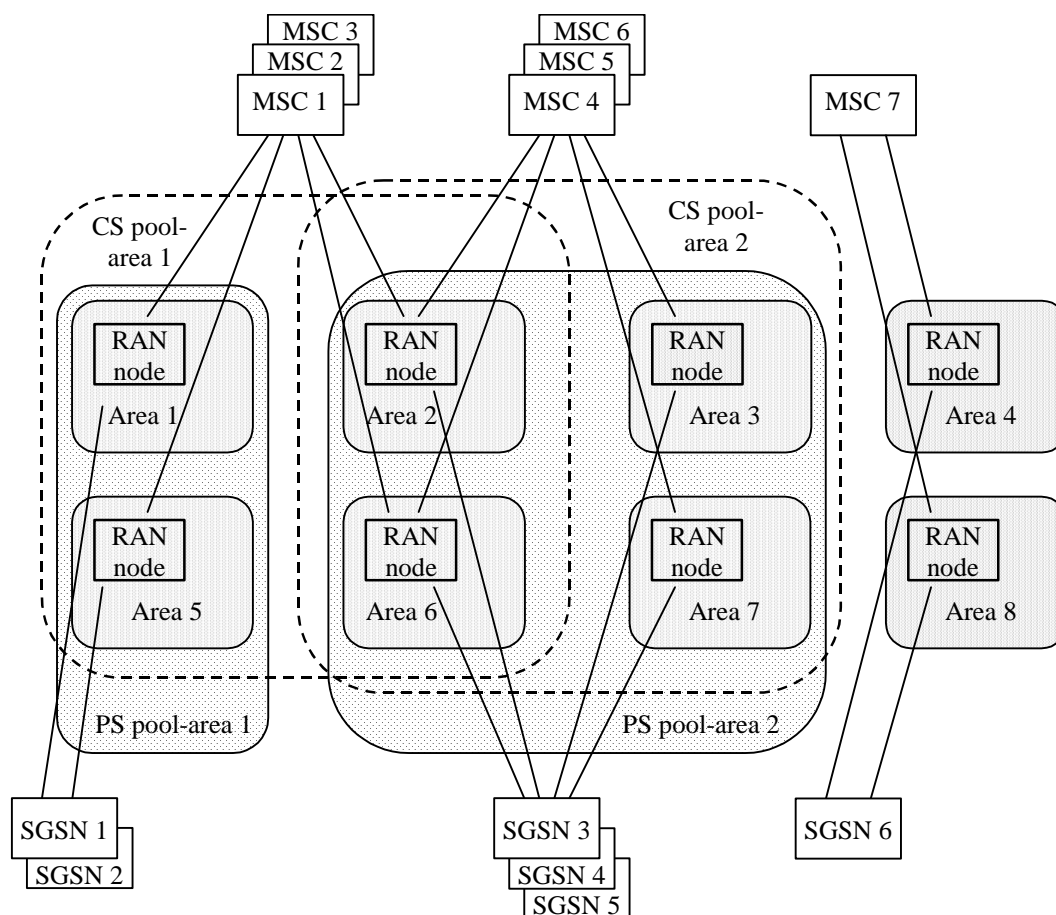 MSC 3
MSC 2
MSC 1
MSC 6
MSC 5
MSC 4
MSC 7
CS pool-
area 1
CS pool-
area 2
RAN
node
Area 1
RAN
node
Area 2
RAN
node
Area 3
RAN
node
Area 4
RAN
node
Area 5
RAN
node
Area 6
RAN
node
Area 7
RAN
node
Area 8
PS pool-area 1
PS pool-area 2
SGSN 1
SGSN 2
SGSN 3
SGSN 4
SGSN 5
SGSN 6